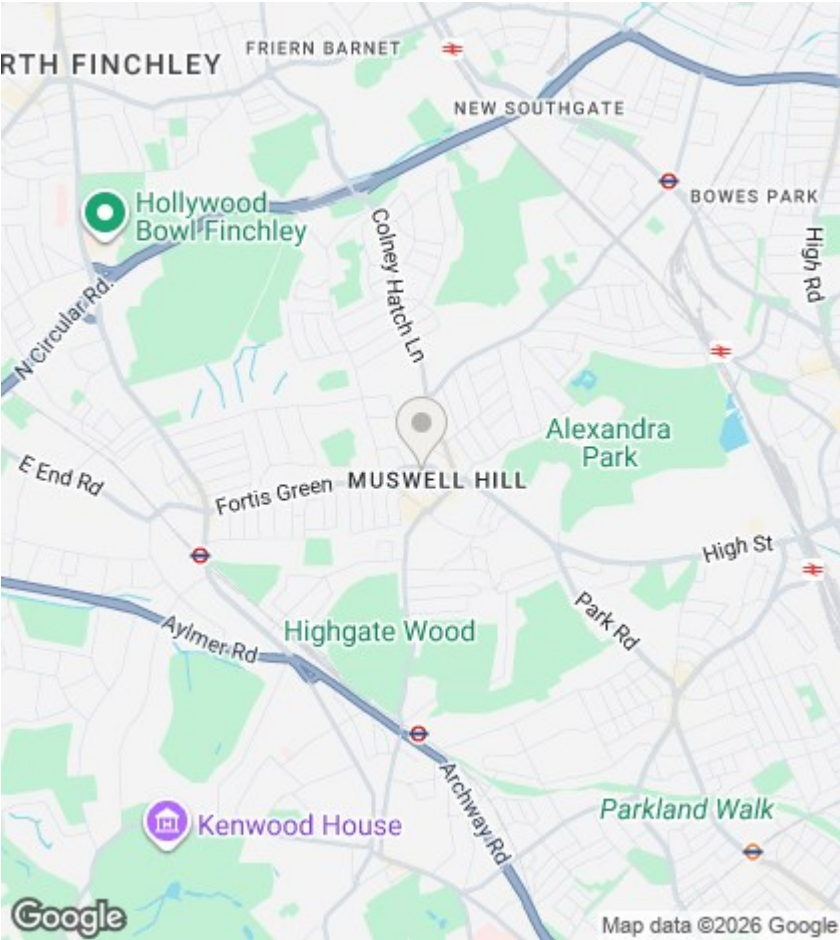 FRIERN BARNET
RTH FINCHLEY
NEW SOUTHGATE
BOWES PARK
Hollywood
Bowl Finchley
Colney Hatch Ln
High Rd
N Circular Rd.
Alexandra
Park
E End Rd
Fortis Green
MUSWELL HILL
High St
Park Rd
Aylmer Rd
Highgate Wood
Archway Rd
Parkland Walk
Kenwood House
Google
Map data ©2026 Google